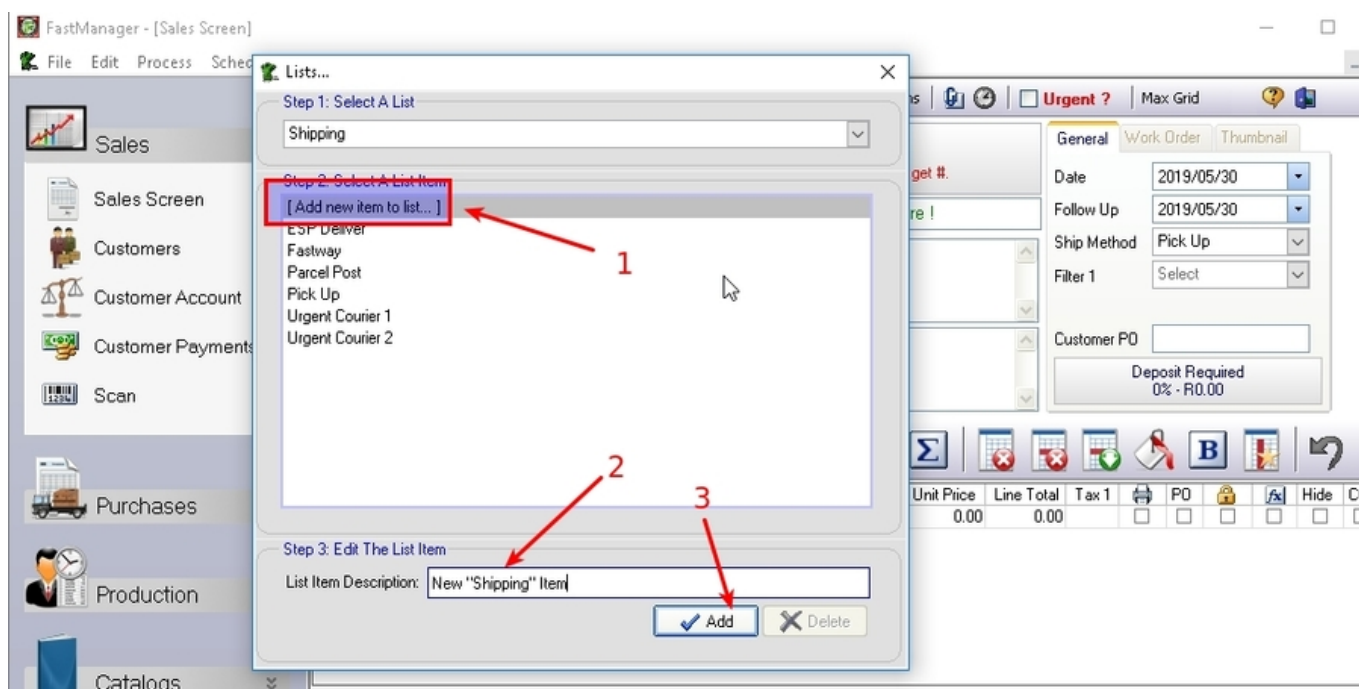 FastManager - [Sales Screen]
File Edit Process Sched
Lists...
Step 1: Select A List
Shipping
Step 2: Select A List Item
[ Add new item to list... ]
ESP Deliver
Fastway
Parcel Post
Pick Up
Urgent Courier 1
Urgent Courier 2
1
2
3
Step 3: Edit The List Item
List Item Description: New "Shipping" Item
Add Delete
Sales
Sales Screen
Customers
Customer Account
Customer Payments
Scan
Purchases
Production
Catalogs
Urgent ? Max Grid
get #.
re !
General Work Order Thumbnail
Date 2019/05/30
Follow Up 2019/05/30
Ship Method Pick Up
Filter 1 Select
Customer PO
Deposit Required
0% - R0.00
Σ B
Unit Price Line Total Tax 1 PO fx Hide C
0.00 0.00